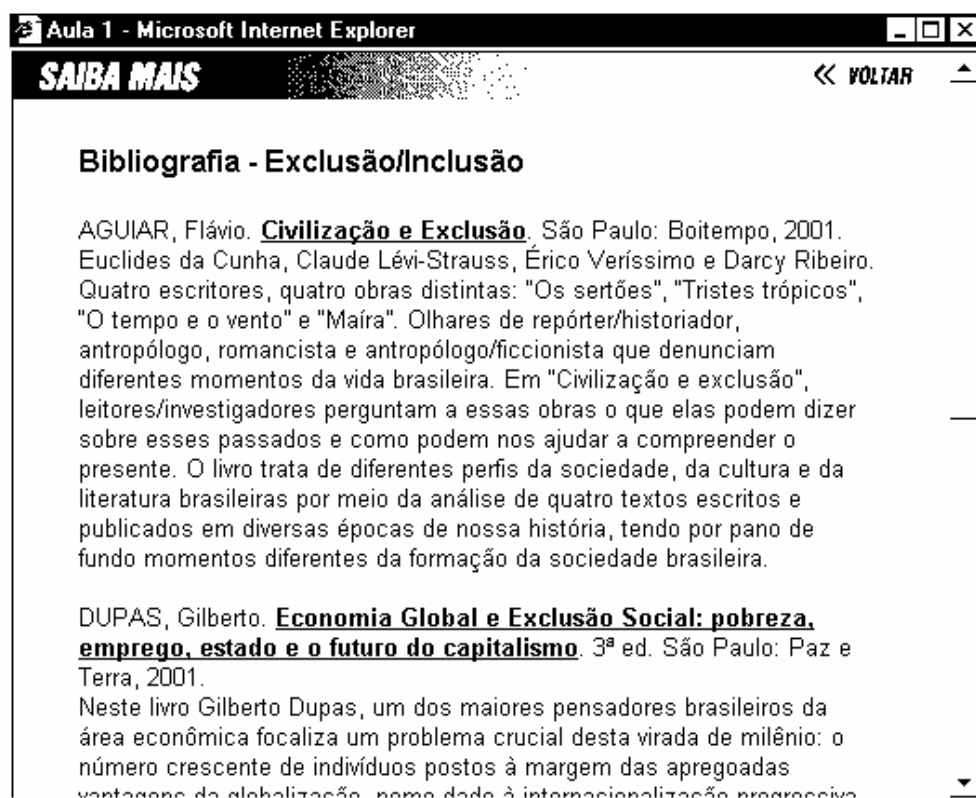 Aula 1 - Microsoft Internet Explorer
SAIBA MAIS
<< VOLTAR
Bibliografia - Exclusão/Inclusão
AGUIAR, Flávio. Civilização e Exclusão. São Paulo: Boitempo, 2001.
Euclides da Cunha, Claude Lévi-Strauss, Érico Veríssimo e Darcy Ribeiro.
Quatro escritores, quatro obras distintas: "Os sertões", "Tristes trópicos",
"O tempo e o vento" e "Maíra". Olhares de repórter/historiador,
antropólogo, romancista e antropólogo/ficcionista que denunciam
diferentes momentos da vida brasileira. Em "Civilização e exclusão",
leitores/investigadores perguntam a essas obras o que elas podem dizer
sobre esses passados e como podem nos ajudar a compreender o
presente. O livro trata de diferentes perfis da sociedade, da cultura e da
literatura brasileiras por meio da análise de quatro textos escritos e
publicados em diversas épocas de nossa história, tendo por pano de
fundo momentos diferentes da formação da sociedade brasileira.
DUPAS, Gilberto. Economia Global e Exclusão Social: pobreza,
emprego, estado e o futuro do capitalismo. 3ª ed. São Paulo: Paz e
Terra, 2001.
Neste livro Gilberto Dupas, um dos maiores pensadores brasileiros da
área econômica focaliza um problema crucial desta virada de milênio: o
número crescente de indivíduos postos à margem das apregoadas
vantagens da globalização, nome dado à internacionalização progressiva